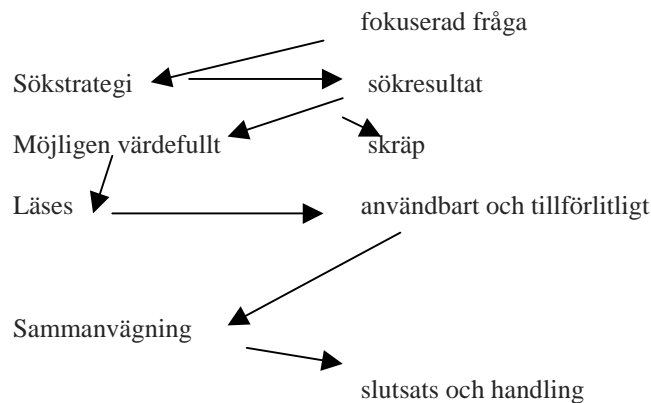 fokuserad fråga
Sökstrategi sökresultat
Möjligen värdefullt skräp
Läses användbart och tillförlitligt
Sammanvägning
slutsats och handling